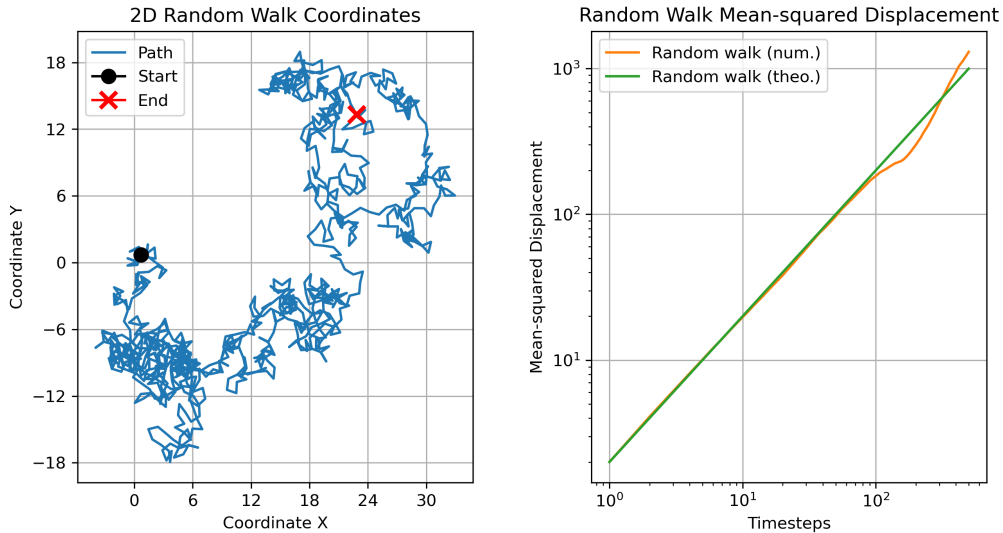 2D Random Walk Coordinates
Path
Start
End
18
12
6
0
−6
−12
−18
0
6
12
18
24
30
Coordinate X
Coordinate Y
Random Walk Mean-squared Displacement
Random walk (num.)
Random walk (theo.)
10³
10²
10¹
10⁰
10¹
10²
Timesteps
Mean-squared Displacement